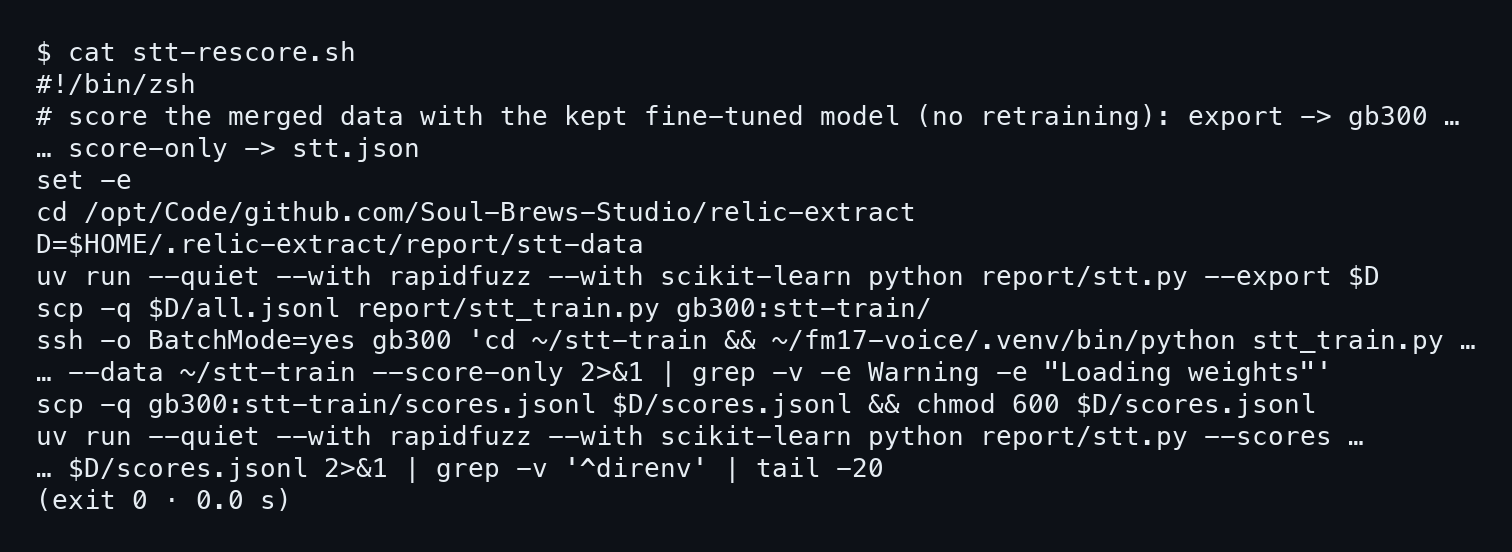 $ cat stt-rescore.sh
#!/bin/zsh
# score the merged data with the kept fine-tuned model (no retraining): export -> gb300 …
… score-only -> stt.json
set -e
cd /opt/Code/github.com/Soul-Brews-Studio/relic-extract
D=$HOME/.relic-extract/report/stt-data
uv run --quiet --with rapidfuzz --with scikit-learn python report/stt.py --export $D
scp -q $D/all.jsonl report/stt_train.py gb300:stt-train/
ssh -o BatchMode=yes gb300 'cd ~/stt-train && ~/fm17-voice/.venv/bin/python stt_train.py …
… --data ~/stt-train --score-only 2>&1 | grep -v -e Warning -e "Loading weights"'
scp -q gb300:stt-train/scores.jsonl $D/scores.jsonl && chmod 600 $D/scores.jsonl
uv run --quiet --with rapidfuzz --with scikit-learn python report/stt.py --scores …
… $D/scores.jsonl 2>&1 | grep -v '^direnv' | tail -20
(exit 0 · 0.0 s)